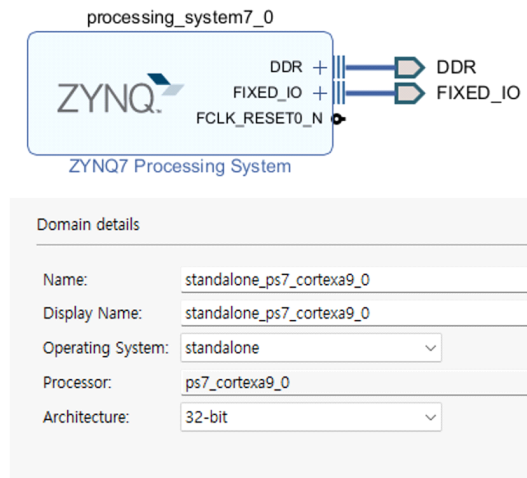 processing_system7_0
DDR
DDR
ZYNQ
FIXED_IO
FIXED_IO
FCLK_RESET0_N
ZYNQ7 Processing System
Domain details
Name: standalone_ps7_cortexa9_0
Display Name: standalone_ps7_cortexa9_0
Operating System: standalone
Processor: ps7_cortexa9_0
Architecture: 32-bit